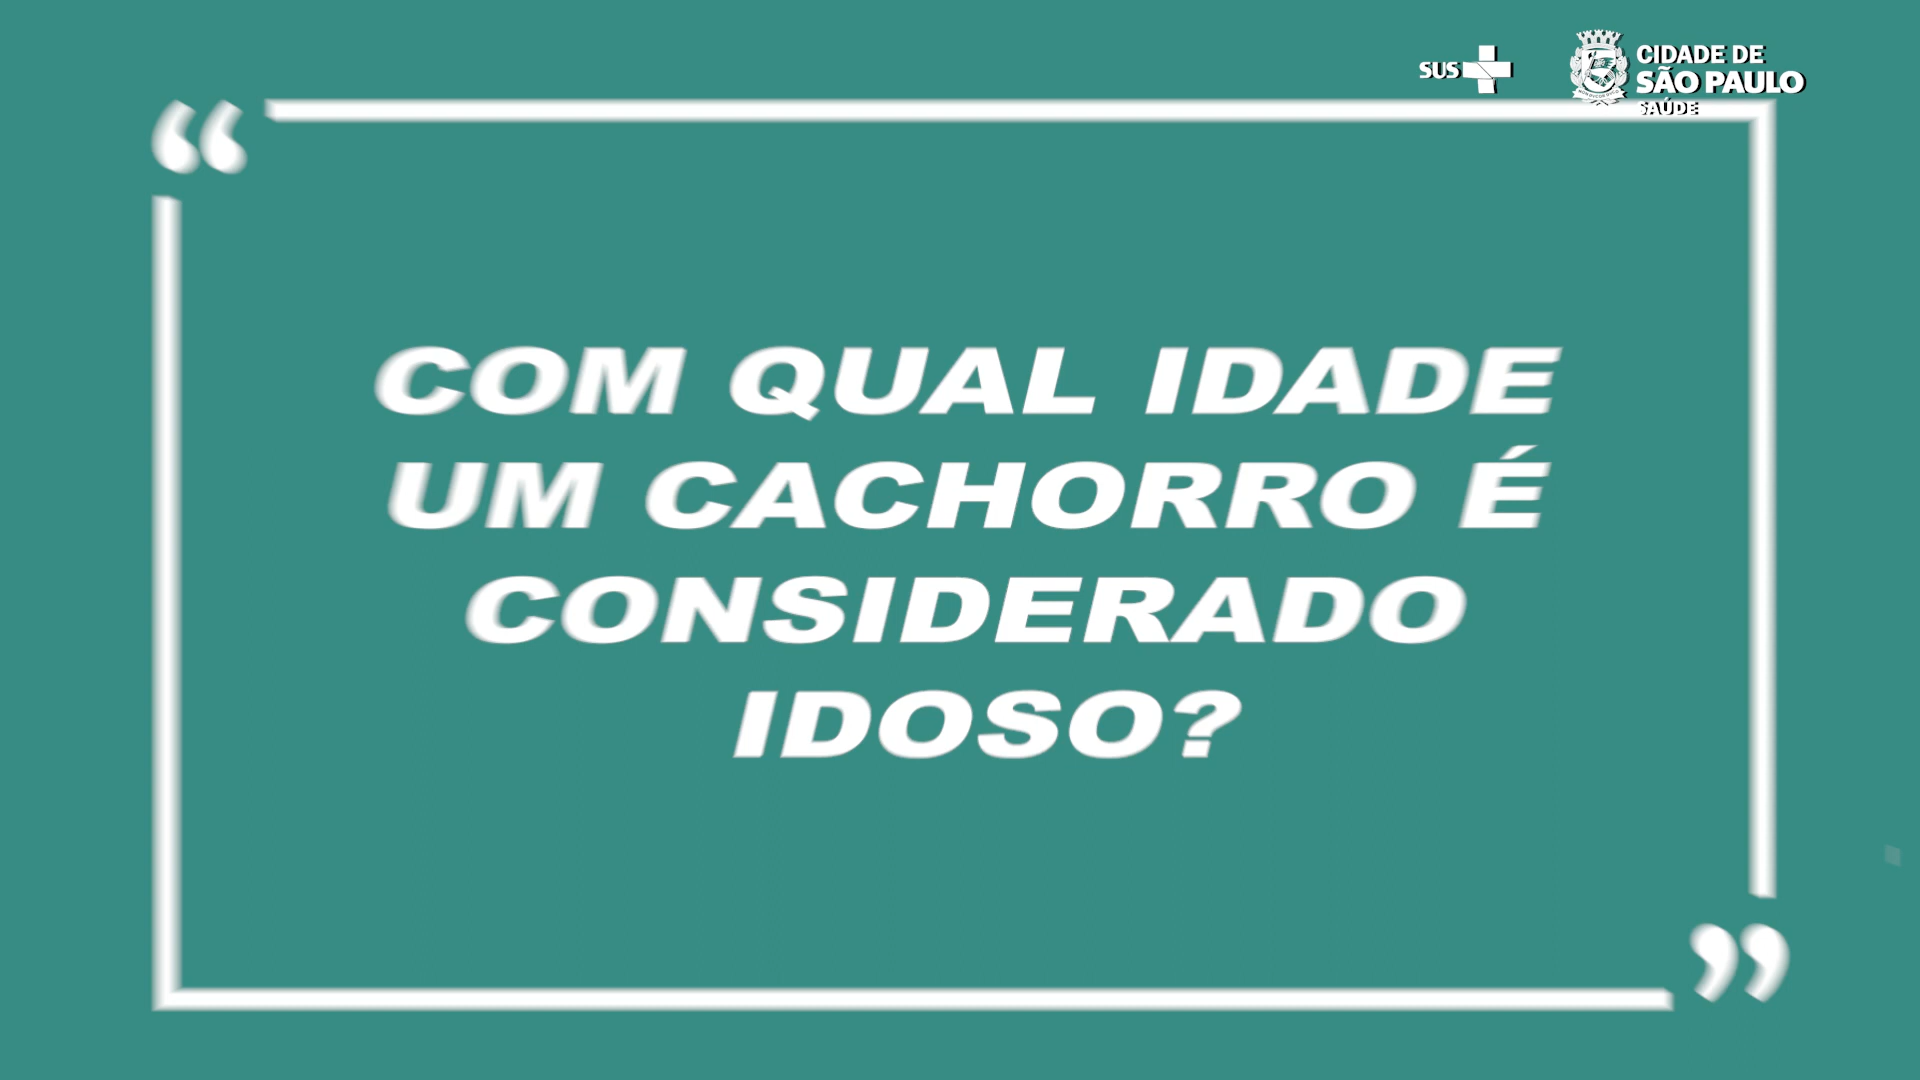 SUS
CIDADE DE
SÃO PAULO
SAÚDE
“
COM QUAL IDADE
UM CACHORRO É
CONSIDERADO
IDOSO?
”